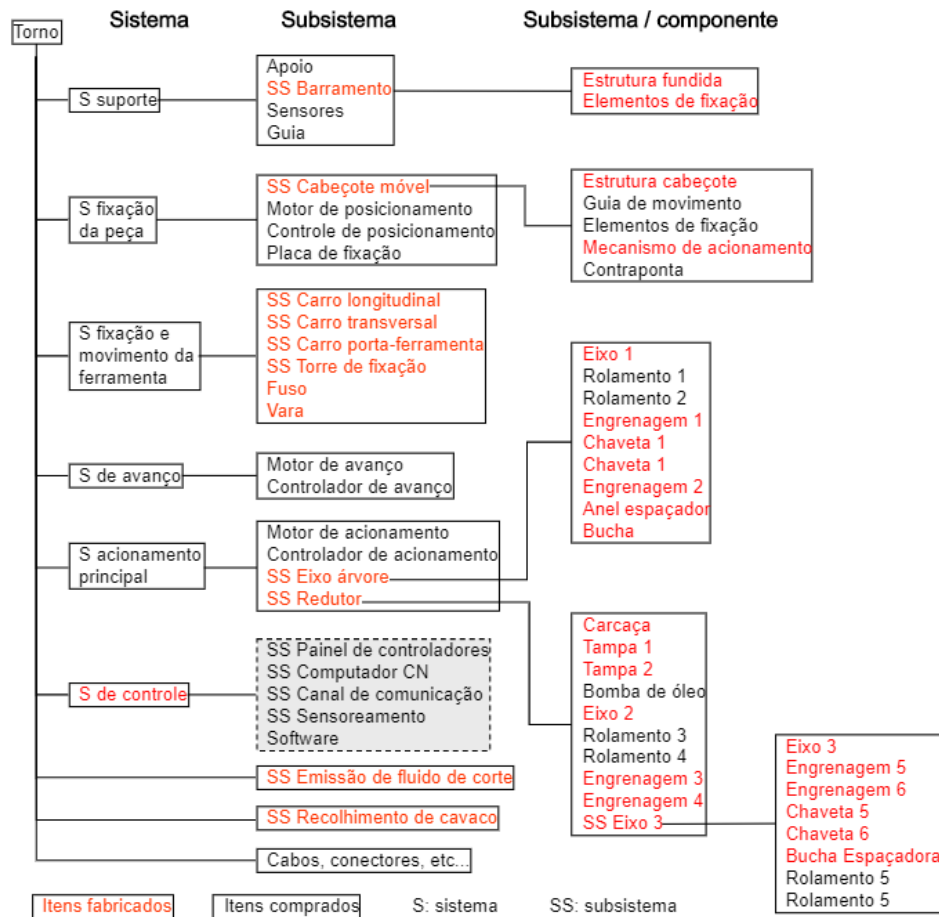 Sistema
Subsistema
Subsistema / componente
Torno
S suporte
Apoio
SS Barramento
Sensores
Guia
Estrutura fundida
Elementos de fixação
S fixação
da peça
SS Cabeçote móvel
Motor de posicionamento
Controle de posicionamento
Placa de fixação
Estrutura cabeçote
Guia de movimento
Elementos de fixação
Mecanismo de acionamento
Contraponta
S fixação e
movimento da
ferramenta
SS Carro longitudinal
SS Carro transversal
SS Carro porta-ferramenta
SS Torre de fixação
Fuso
Vara
Eixo 1
Rolamento 1
Rolamento 2
Engrenagem 1
Chaveta 1
Chaveta 1
Engrenagem 2
Anel espaçador
Bucha
S de avanço
Motor de avanço
Controlador de avanço
S acionamento
principal
Motor de acionamento
Controlador de acionamento
SS Eixo árvore
SS Redutor
Carcaça
Tampa 1
Tampa 2
Bomba de óleo
Eixo 2
Rolamento 3
Rolamento 4
Engrenagem 3
Engrenagem 4
SS Eixo 3
S de controle
SS Painel de controladores
SS Computador CN
SS Canal de comunicação
SS Sensoreamento
Software
Eixo 3
Engrenagem 5
Engrenagem 6
Chaveta 5
Chaveta 6
Bucha Espaçadora
Rolamento 5
Rolamento 5
SS Emissão de fluido de corte
SS Recolhimento de cavaco
Cabos, conectores, etc...
Itens fabricados
Itens comprados
S: sistema
SS: subsistema